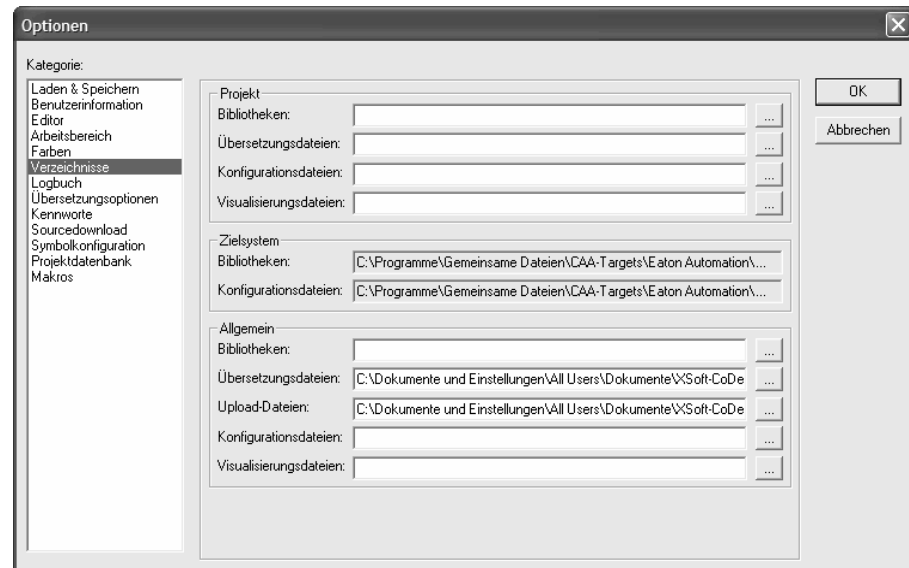 Optionen
Kategorie:
Laden & Speichern
Benutzerinformation
Editor
Arbeitsbereich
Farben
Verzeichnisse
Logbuch
Übersetzungsoptionen
Kennworte
Sourcedownload
Symbolkonfiguration
Projektdatenbank
Makros
Projekt
Bibliotheken: ...
Übersetzungsdateien: ...
Konfigurationsdateien: ...
Visualisierungsdateien: ...
Zielsystem
Bibliotheken: C:\Programme\Gemeinsame Dateien\CAA-Targets\Eaton Automation\...
Konfigurationsdateien: C:\Programme\Gemeinsame Dateien\CAA-Targets\Eaton Automation\...
Allgemein
Bibliotheken: ...
Übersetzungsdateien: C:\Dokumente und Einstellungen\All Users\Dokumente\XSoft-CoDe ...
Upload-Dateien: C:\Dokumente und Einstellungen\All Users\Dokumente\XSoft-CoDe ...
Konfigurationsdateien: ...
Visualisierungsdateien: ...
OK
Abbrechen